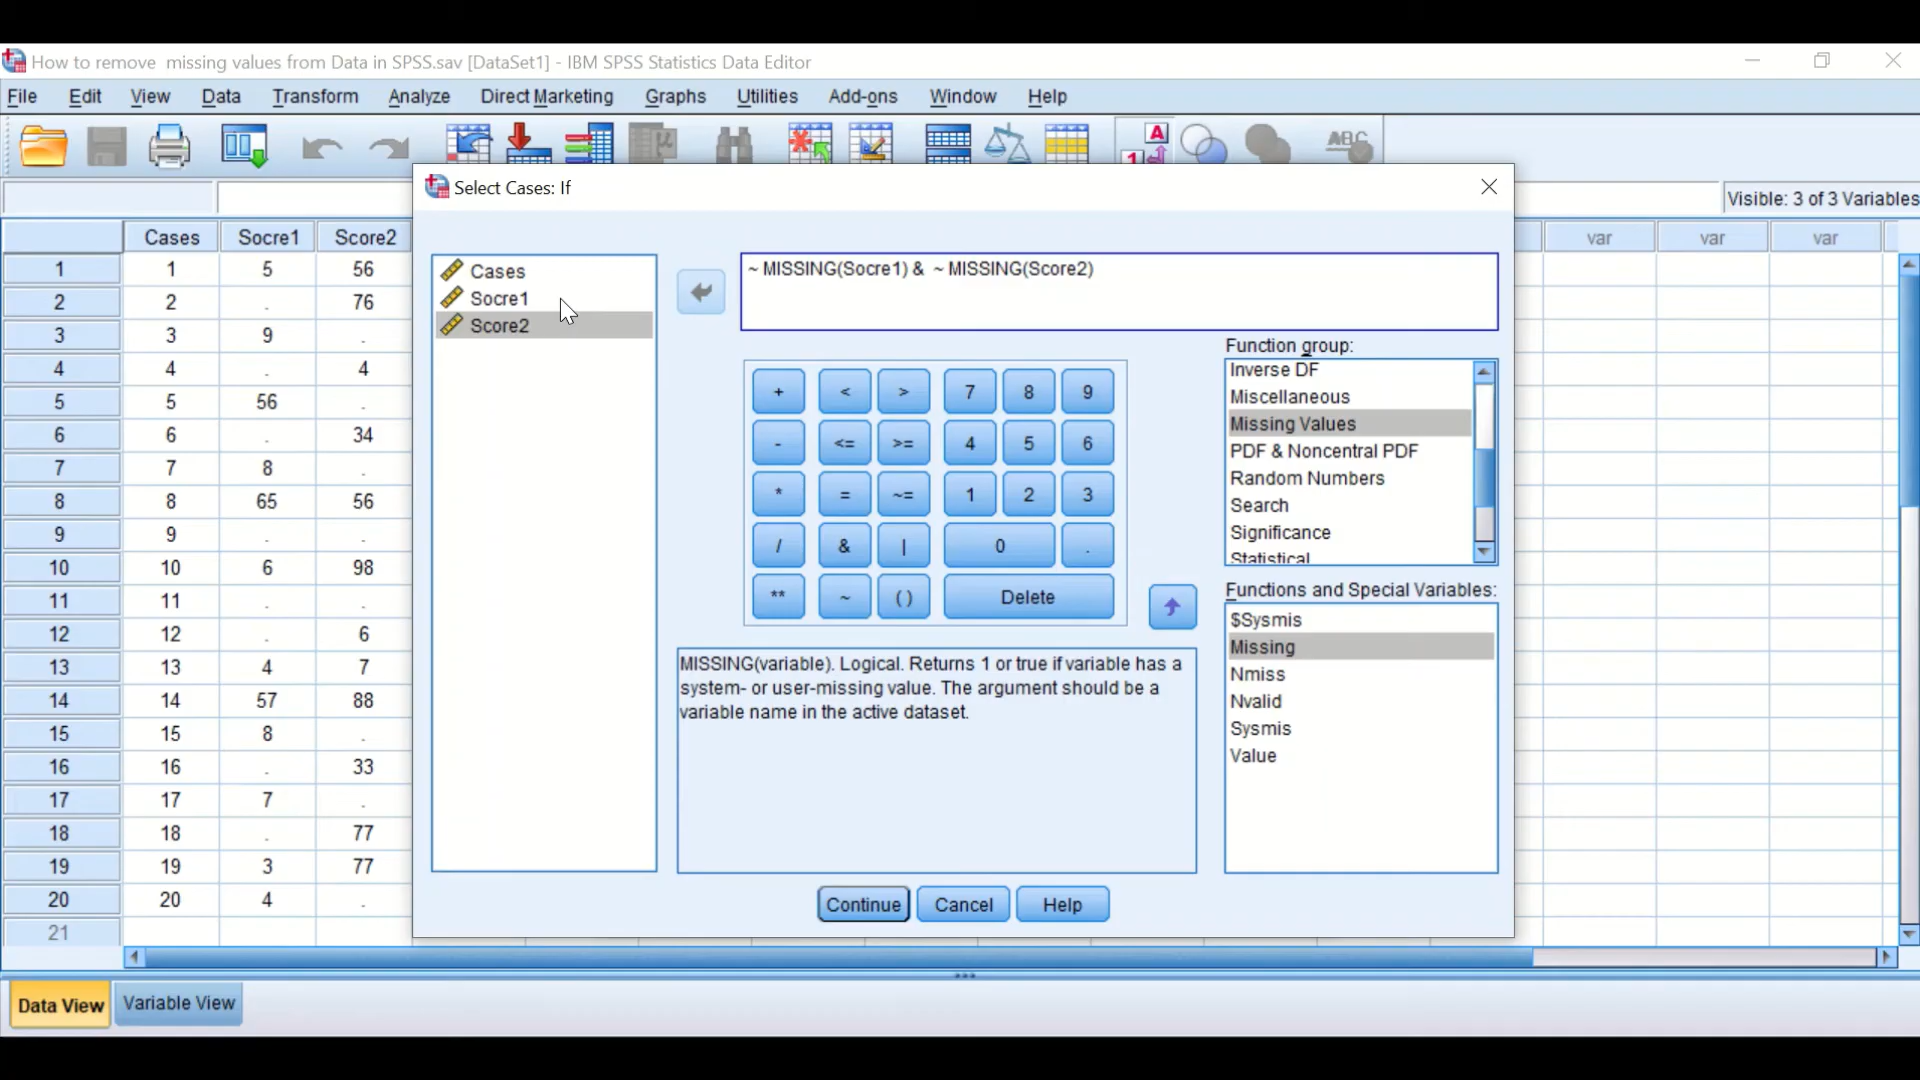 How to remove  missing values from Data in SPSS.sav [DataSet1] - IBM SPSS Statistics Data Editor
File Edit View Data Transform Analyze Direct Marketing Graphs Utilities Add-ons Window Help
A
1
ABC
Select Cases: If
Visible: 3 of 3 Variables
Cases Socre1 Score2 var var var
1 1 5 56
2 2 . 76
3 3 9 .
4 4 . 4
5 5 56 .
6 6 . 34
7 7 8 .
8 8 65 56
9 9 . .
10 10 6 98
11 11 . .
12 12 . 6
13 13 4 7
14 14 57 88
15 15 8 .
16 16 . 33
17 17 7 .
18 18 . 77
19 19 3 77
20 20 4 .
21
Cases
Socre1
Score2
~ MISSING(Socre1) &  ~ MISSING(Score2)
+ < > 7 8 9
- <= >= 4 5 6
* = ~= 1 2 3
/ & | 0 .
** ~ ( ) Delete
Function group:
Inverse DF
Miscellaneous
Missing Values
PDF & Noncentral PDF
Random Numbers
Search
Significance
Statistical
Functions and Special Variables:
$Sysmis
Missing
Nmiss
Nvalid
Sysmis
Value
MISSING(variable). Logical. Returns 1 or true if variable has a
system- or user-missing value. The argument should be a
variable name in the active dataset.
Continue Cancel Help
Data View Variable View